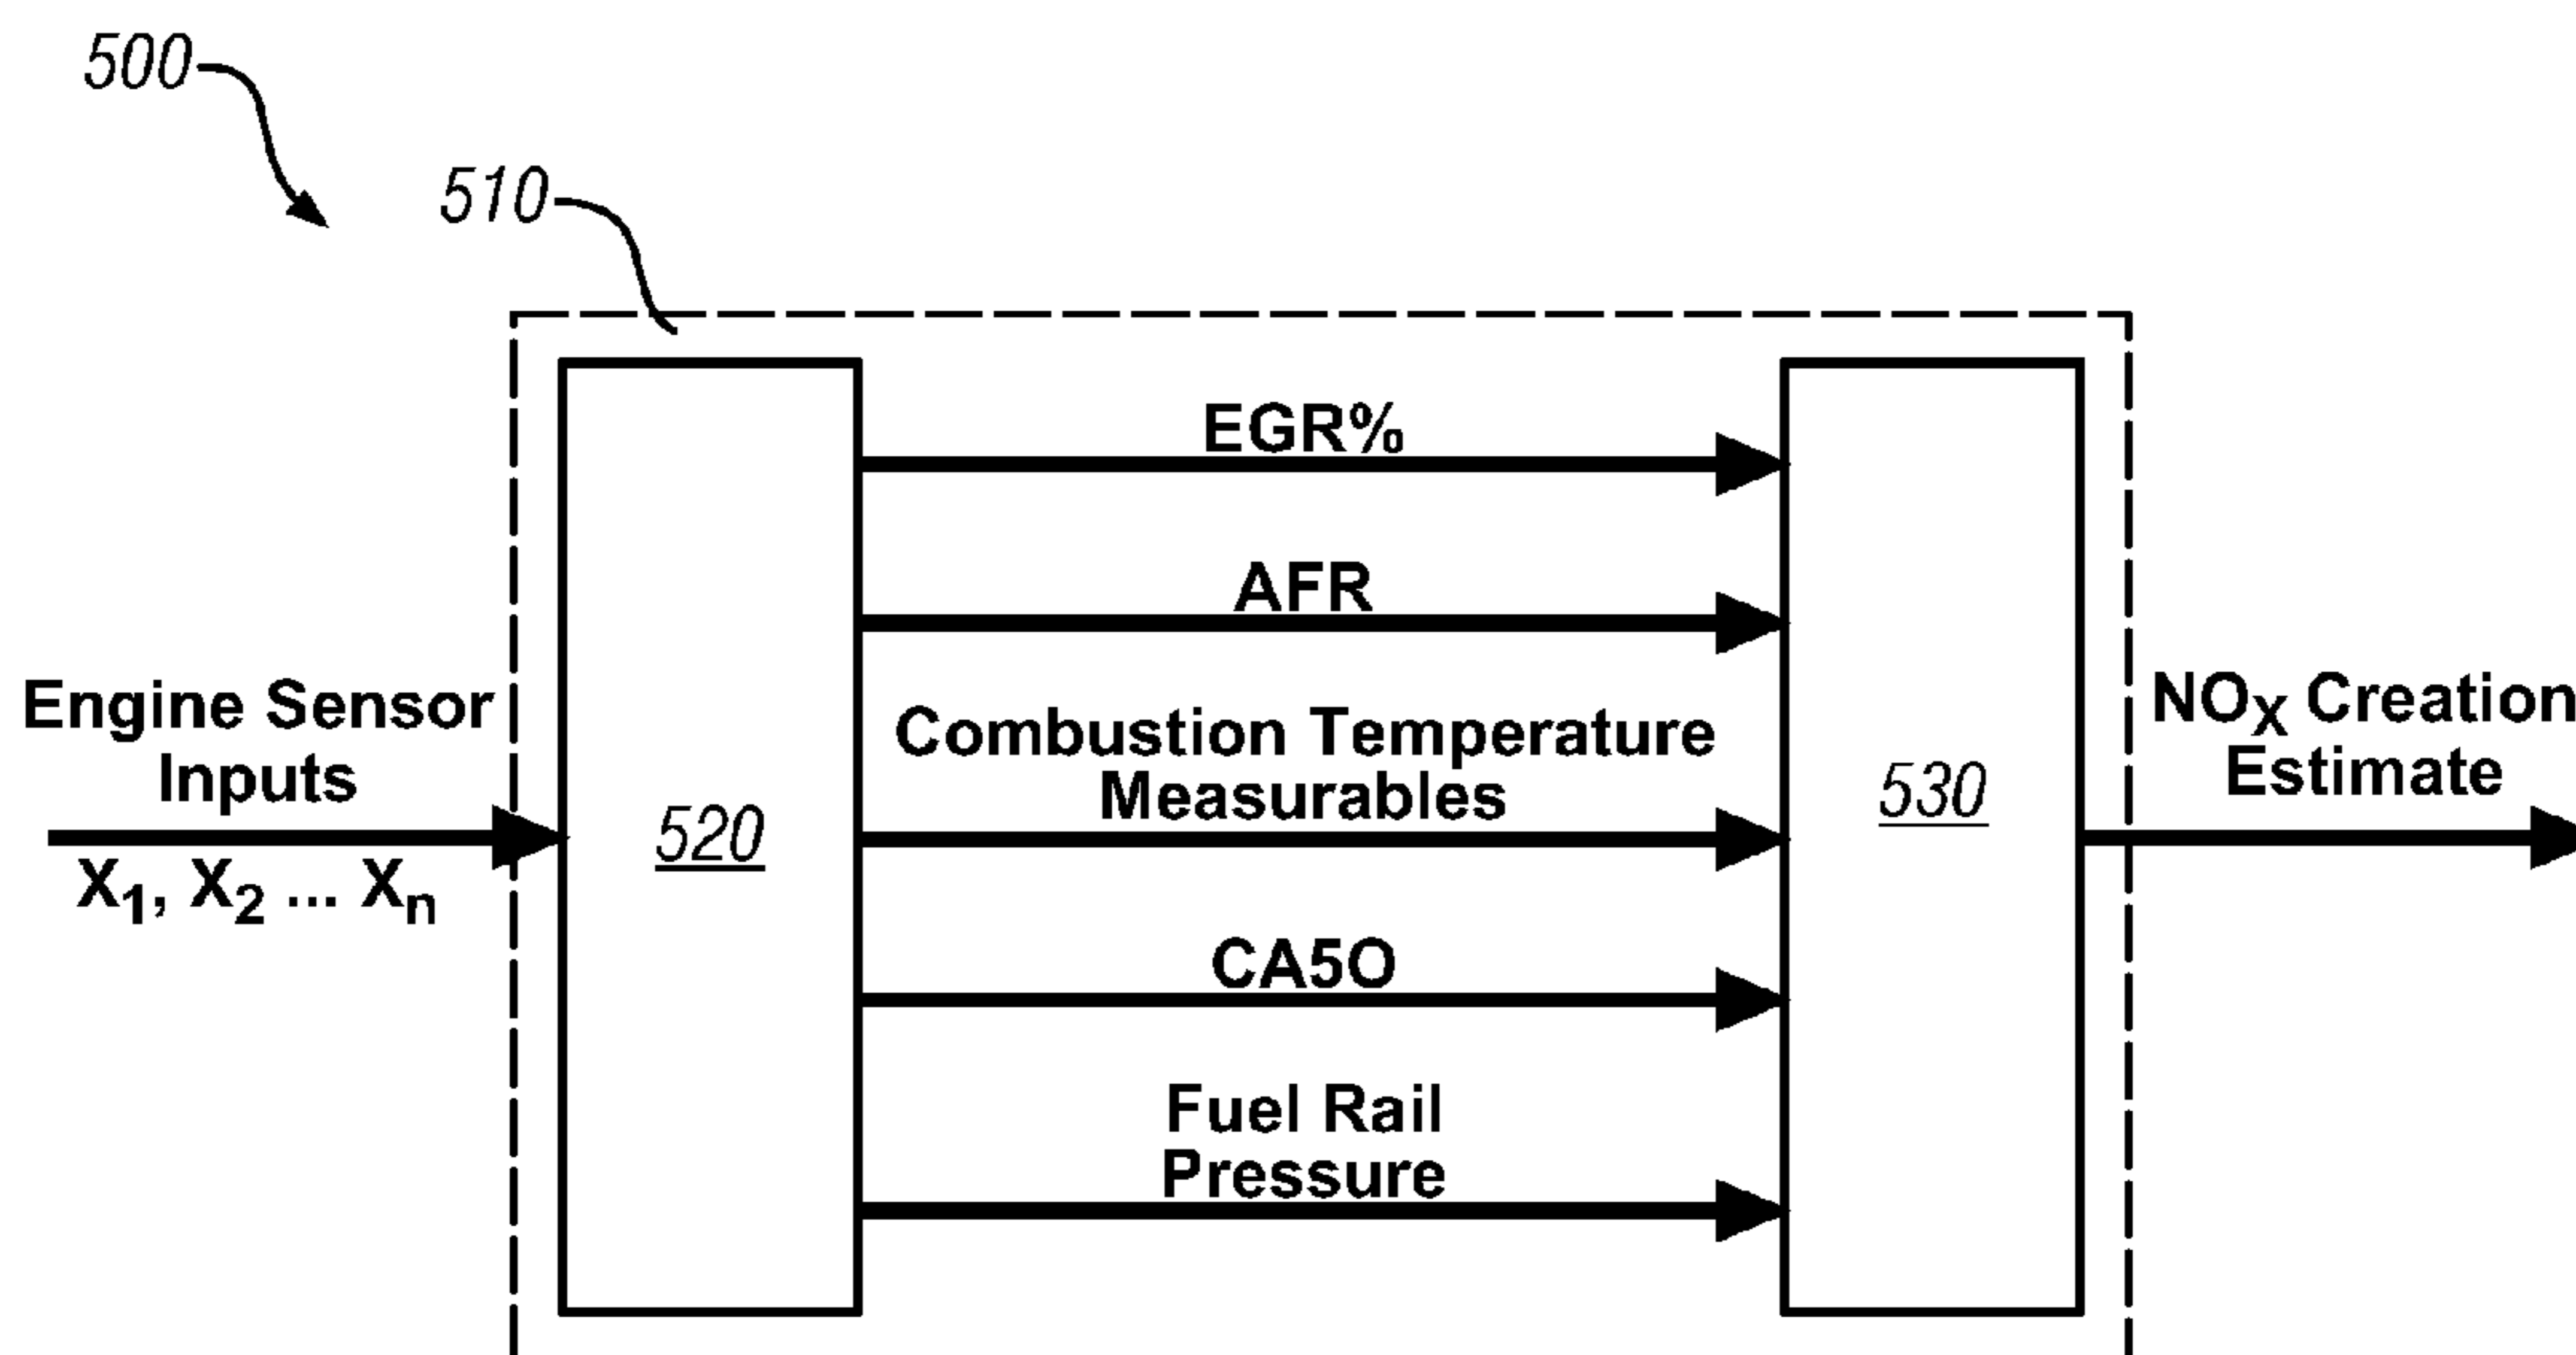 500
510
EGR%
AFR
Engine Sensor
Inputs
X1, X2 ... Xn
Combustion Temperature
Measurables
520
530
NOX Creation
Estimate
CA5O
Fuel Rail
Pressure